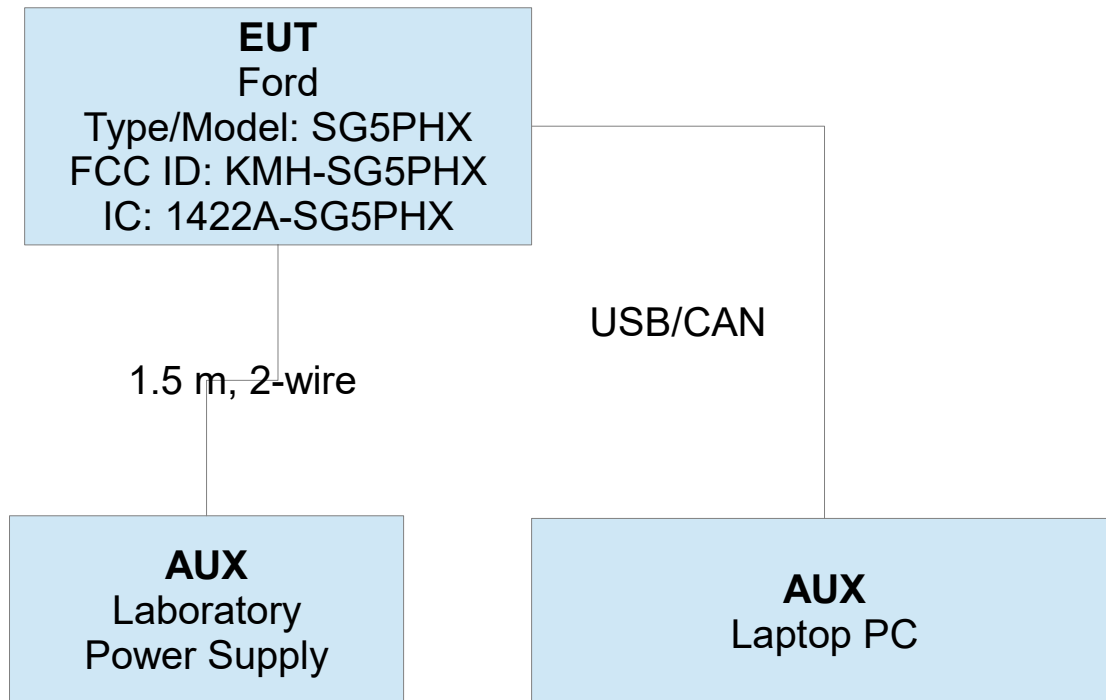 EUT
Ford
Type/Model: SG5PHX
FCC ID: KMH-SG5PHX
IC: 1422A-SG5PHX
USB/CAN
1.5 m, 2-wire
AUX
Laboratory
Power Supply
AUX
Laptop PC